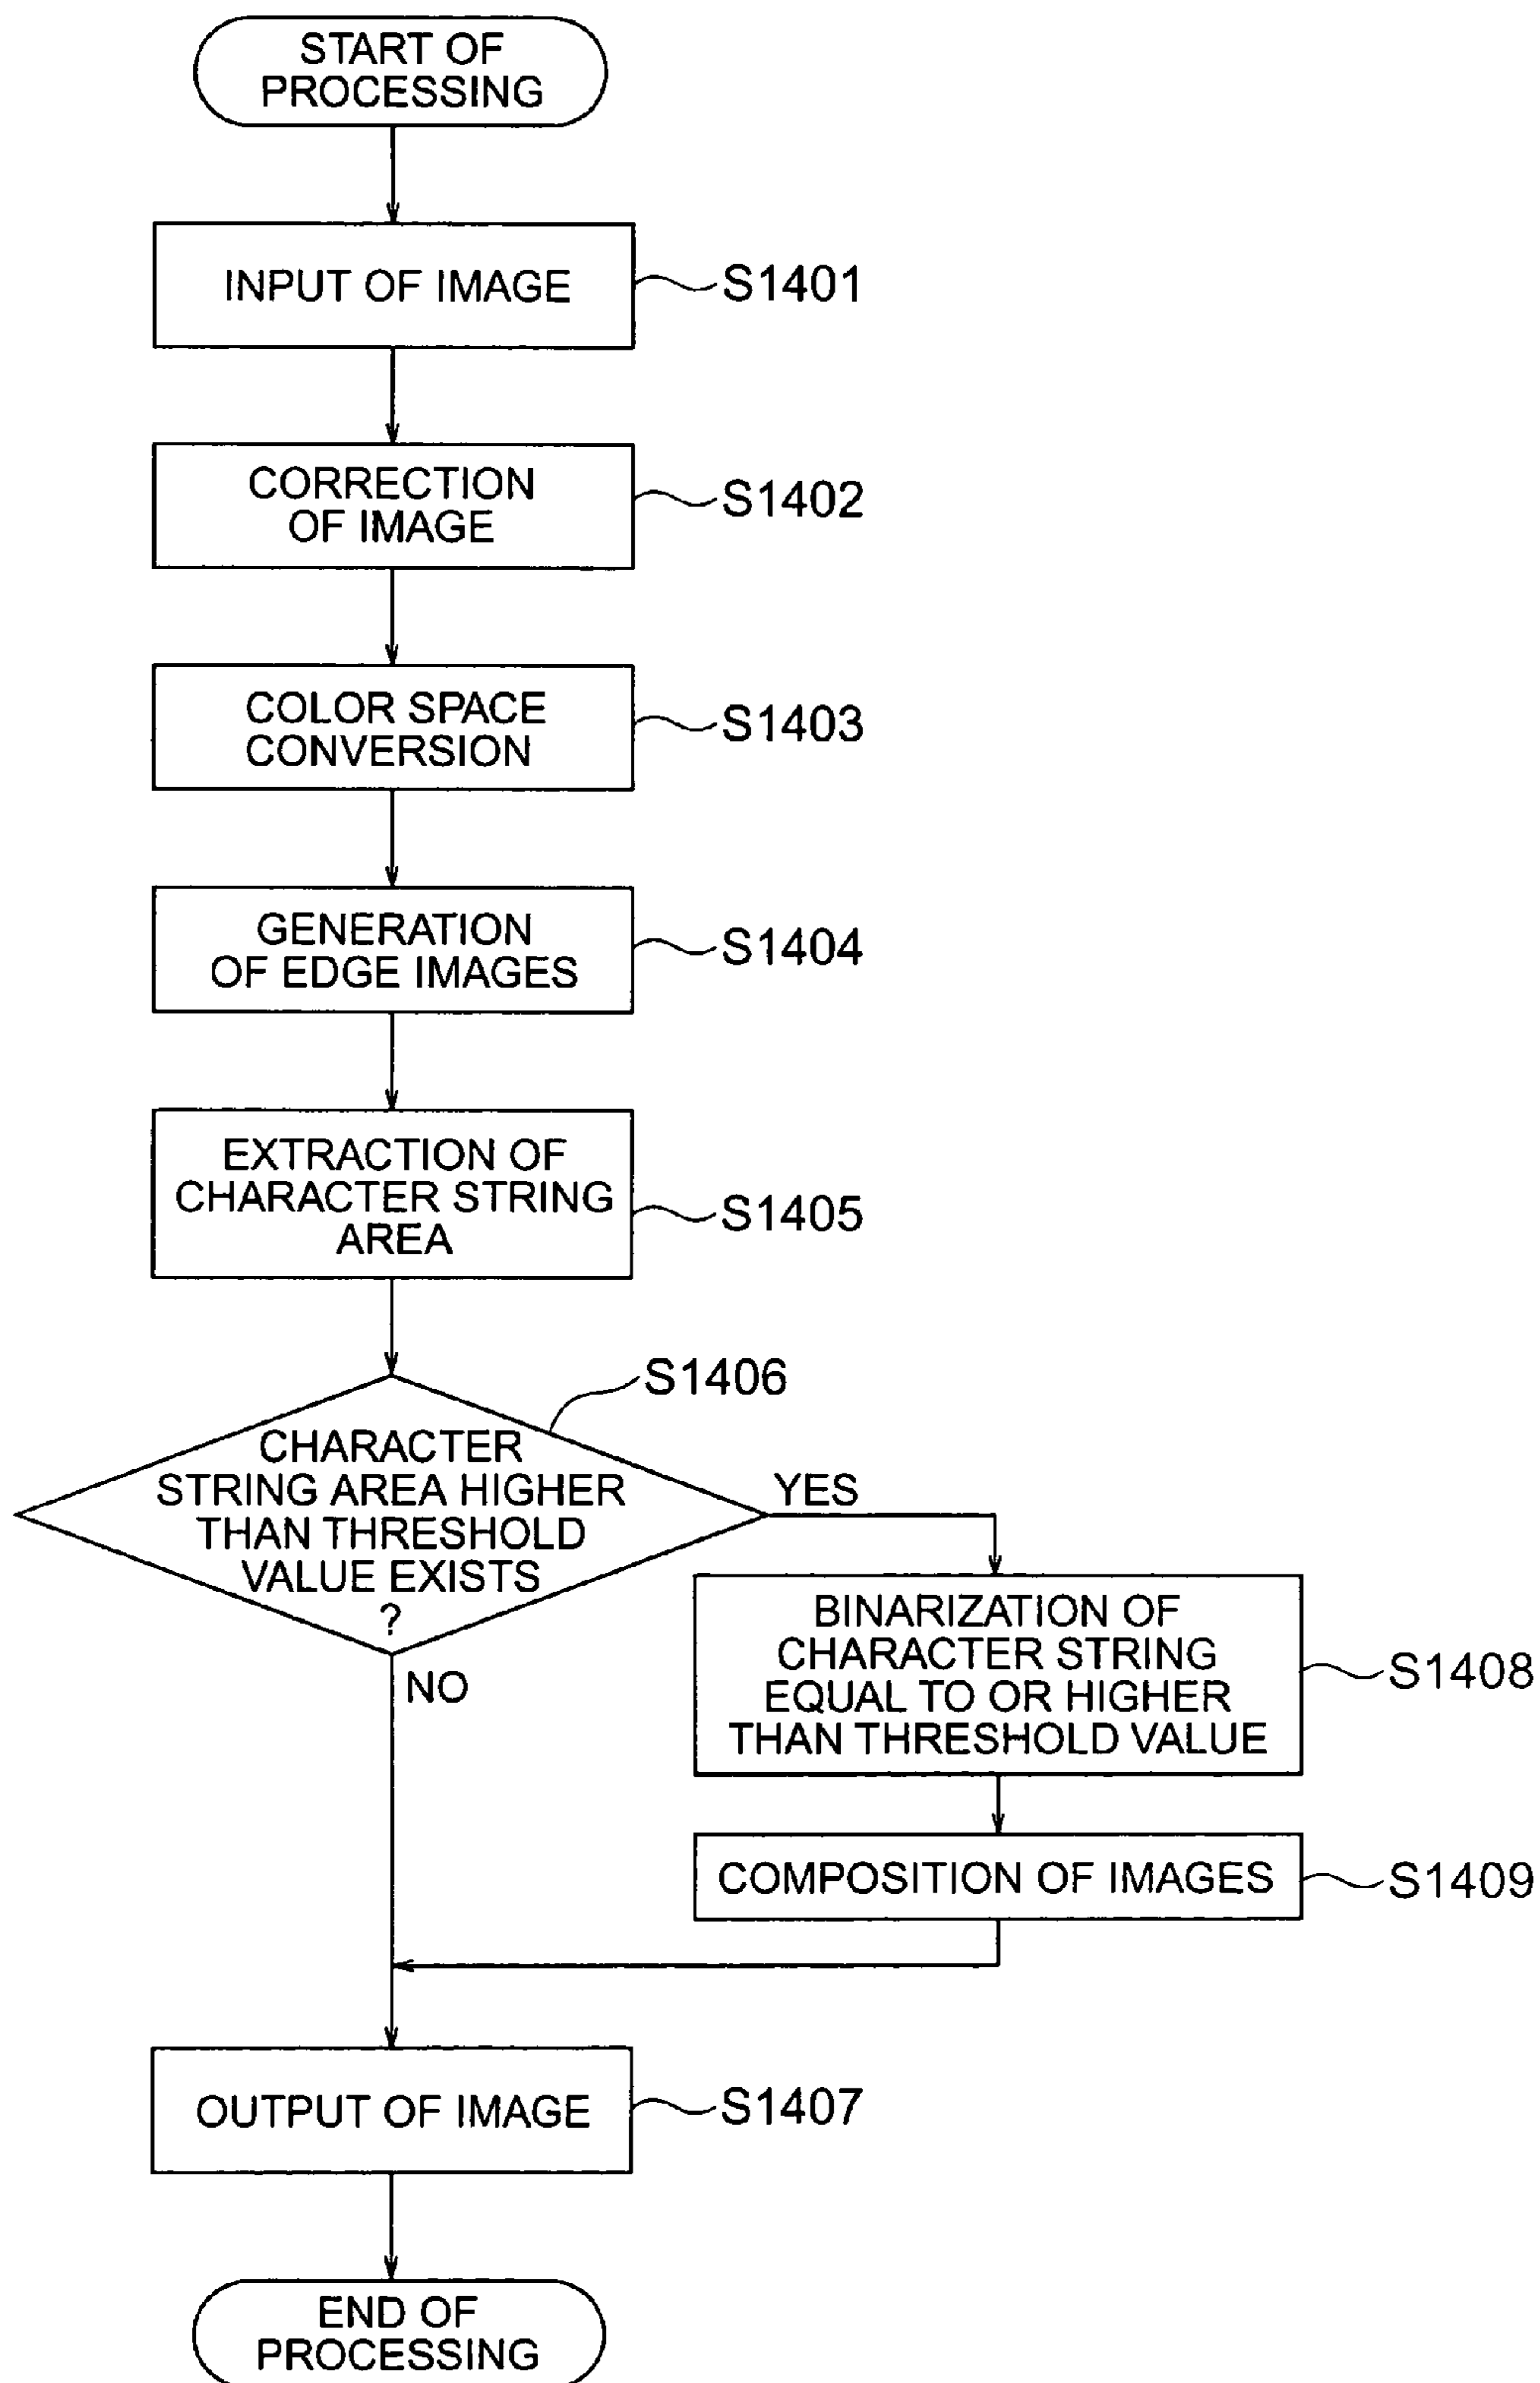 START OF
PROCESSING
INPUT OF IMAGE
S1401
CORRECTION
OF IMAGE
S1402
COLOR SPACE
CONVERSION
S1403
GENERATION
OF EDGE IMAGES
S1404
EXTRACTION OF
CHARACTER STRING
AREA
S1405
S1406
CHARACTER
STRING AREA HIGHER
THAN THRESHOLD
VALUE EXISTS
?
YES
NO
BINARIZATION OF
CHARACTER STRING
EQUAL TO OR HIGHER
THAN THRESHOLD VALUE
S1408
COMPOSITION OF IMAGES
S1409
OUTPUT OF IMAGE
S1407
END OF
PROCESSING